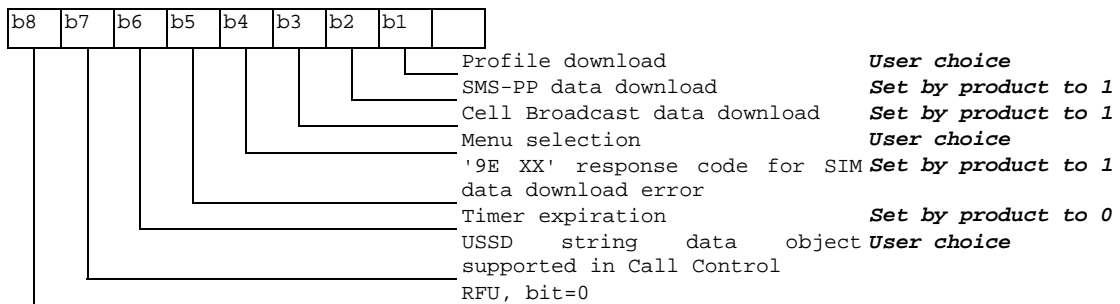 b8 b7 b6 b5 b4 b3 b2 b1
Profile download User choice
SMS-PP data download Set by product to 1
Cell Broadcast data download Set by product to 1
Menu selection User choice
'9E XX' response code for SIM Set by product to 1
data download error
Timer expiration Set by product to 0
USSD string data object User choice
supported in Call Control
RFU, bit=0